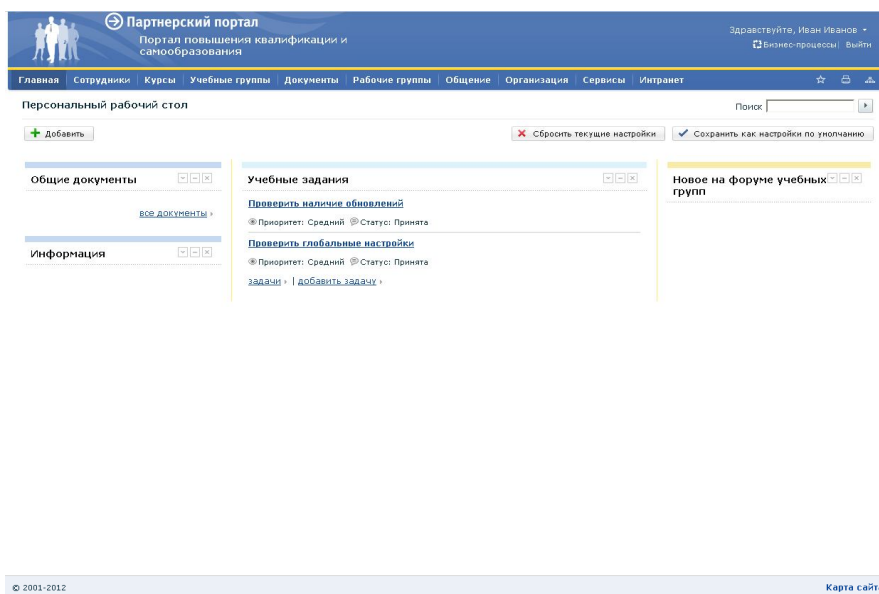 Партнерский портал
Портал повышения квалификации и
самообразования
Здравствуйте, Иван Иванов
Бизнес-процессы | Выйти
Главная Сотрудники Курсы Учебные группы Документы Рабочие группы Общение Организация Сервисы Интранет
Персональный рабочий стол
Поиск
Добавить
Сбросить текущие настройки
Сохранить как настройки по умолчанию
Общие документы
все документы ›
Информация
Учебные задания
Проверить наличие обновлений
Приоритет: Средний Статус: Принята
Проверить глобальные настройки
Приоритет: Средний Статус: Принята
задачи › | добавить задачу ›
Новое на форуме учебных
групп
© 2001-2012
Карта сайта